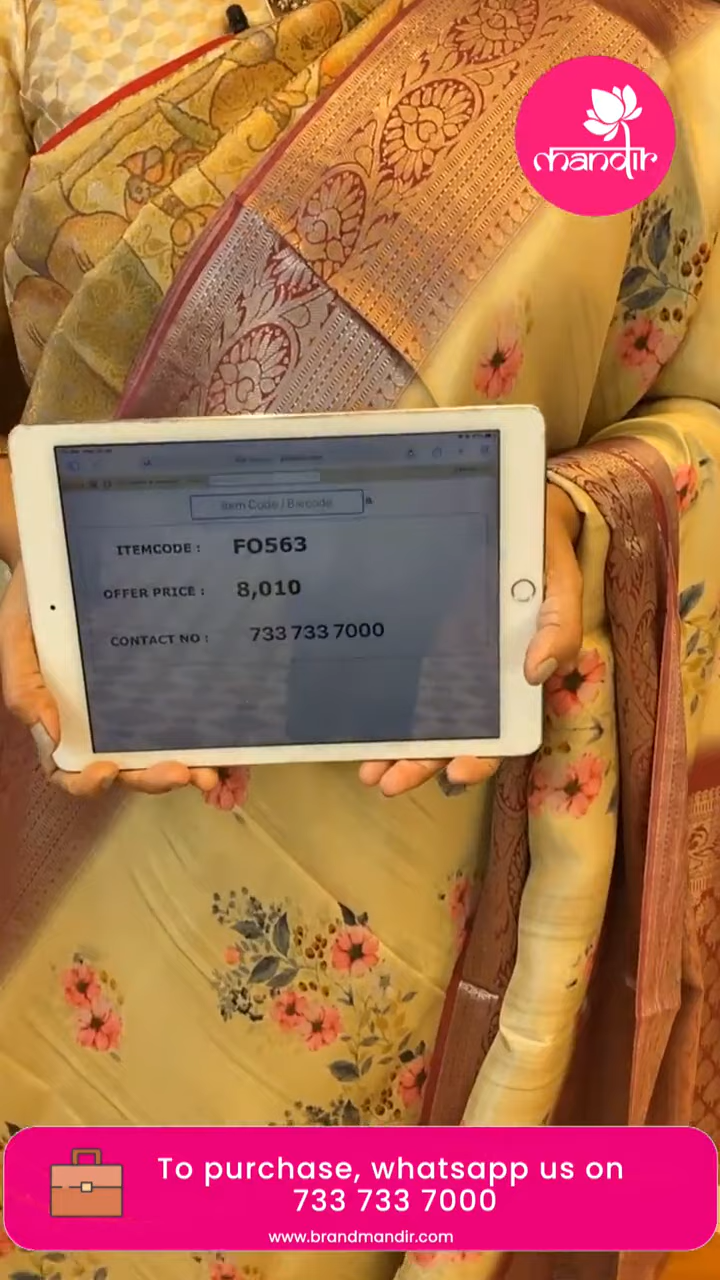 mandir
Item Code / Barcode
ITEMCODE : FO563
OFFER PRICE : 8,010
CONTACT NO : 733 733 7000
To purchase, whatsapp us on
733 733 7000
www.brandmandir.com